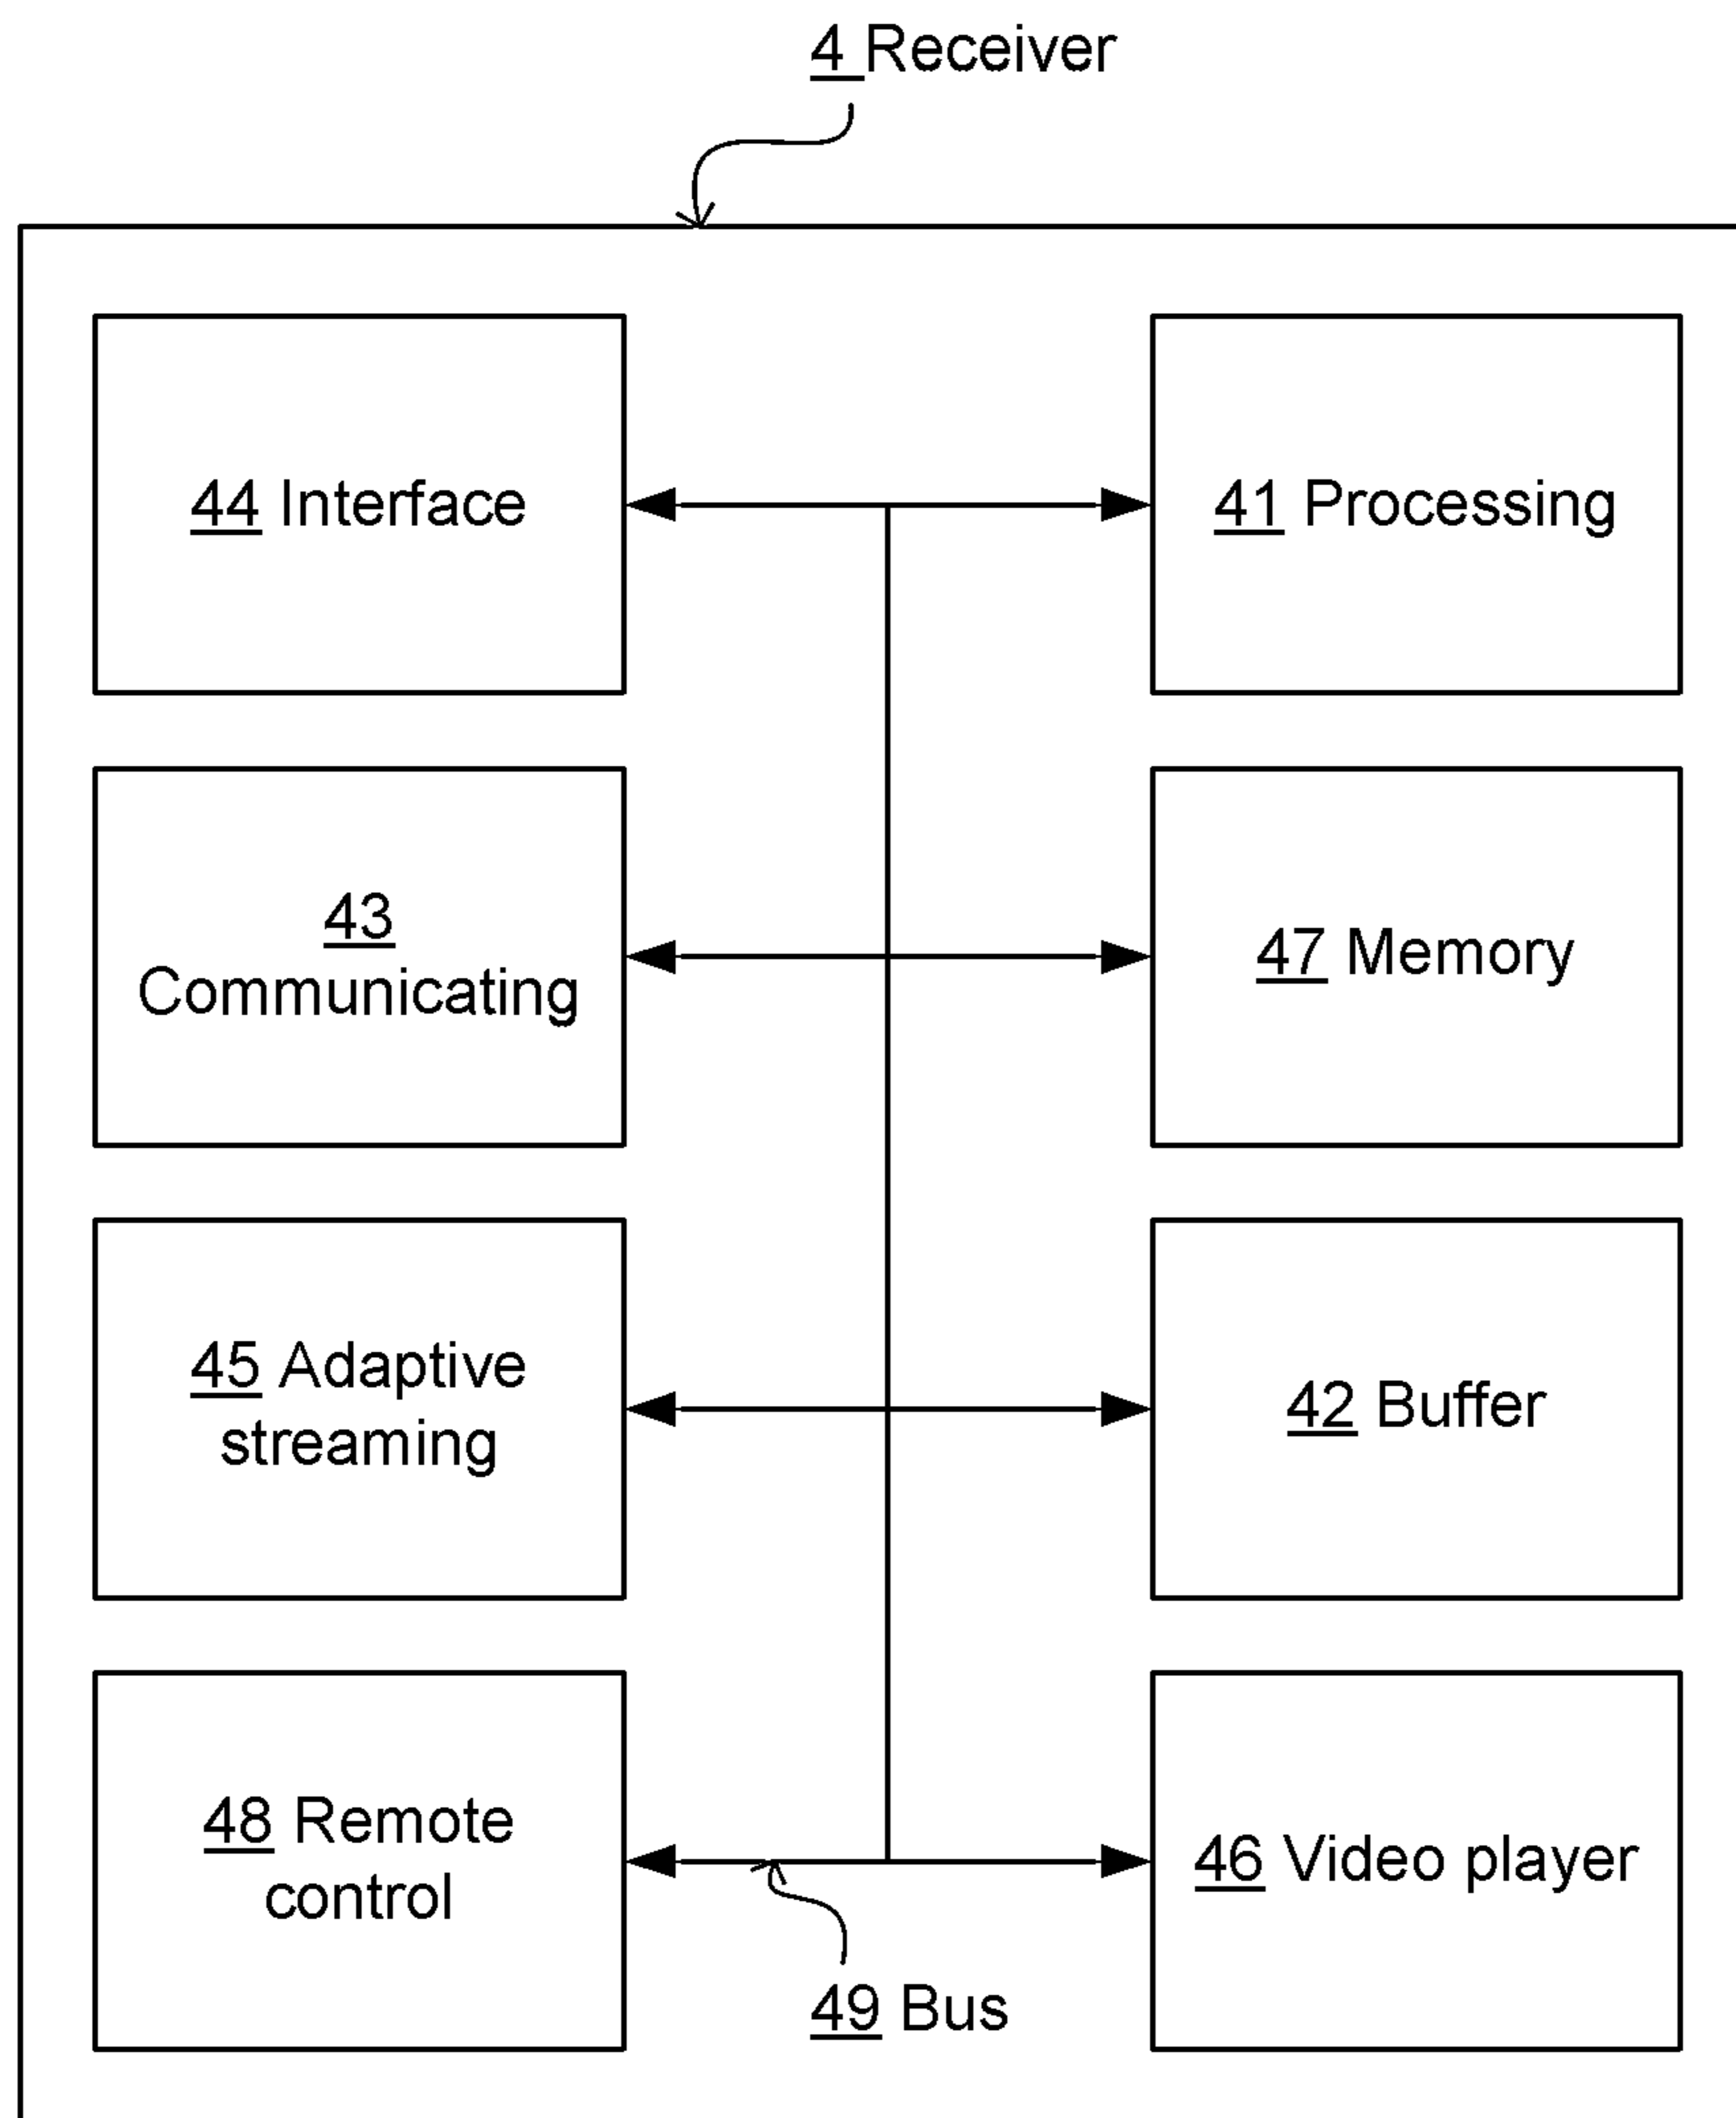 4 Receiver
44 Interface
41 Processing
43
Communicating
47 Memory
45 Adaptive
streaming
42 Buffer
48 Remote
control
46 Video player
49 Bus